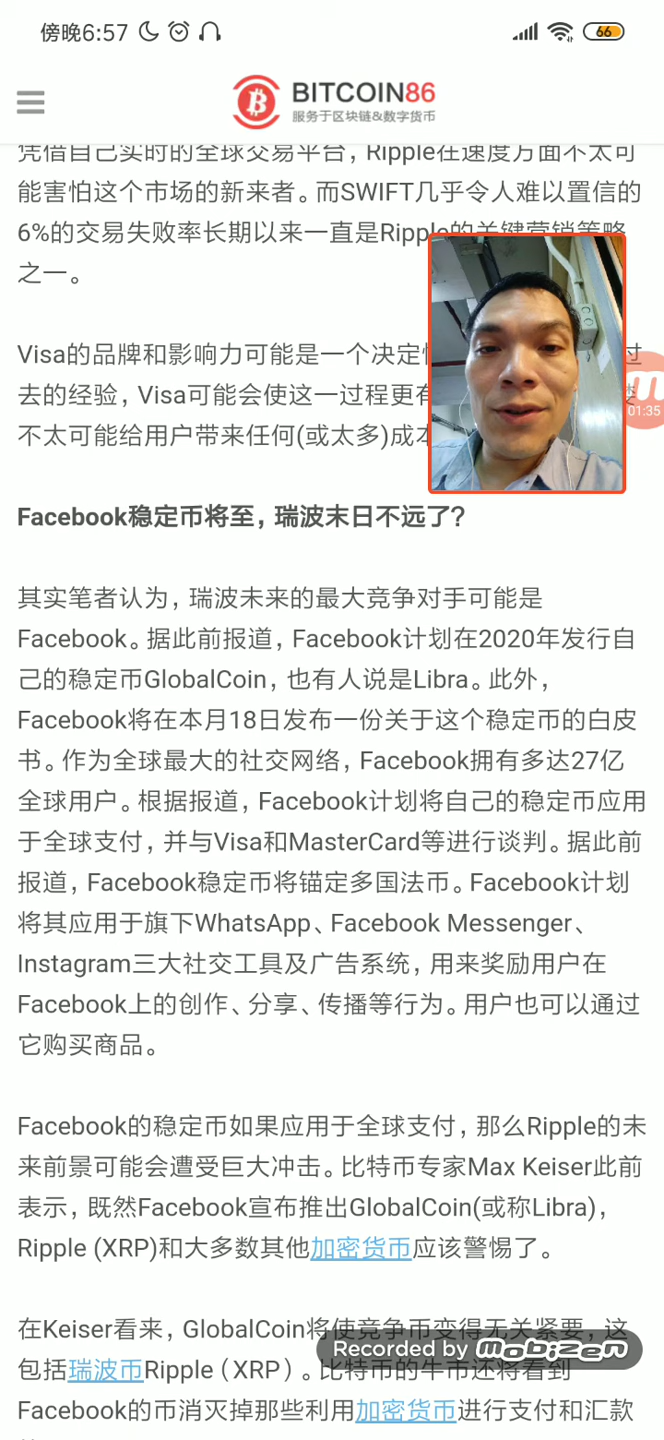 傍晚6:57
66
BITCOIN86
服务于区块链&数字货币
凭借自己实时的全球交易平台，Ripple在速度方面不太可
能害怕这个市场的新来者。而SWIFT几乎令人难以置信的
6%的交易失败率长期以来一直是Ripple的关键营销策略
之一。
Visa的品牌和影响力可能是一个决定 过
去的经验，Visa可能会使这一过程更
不太可能给用户带来任何(或太多)成
01:35
Facebook稳定币将至，瑞波末日不远了？
其实笔者认为，瑞波未来的最大竞争对手可能是
Facebook。据此前报道，Facebook计划在2020年发行自
己的稳定币GlobalCoin，也有人说是Libra。此外，
Facebook将在本月18日发布一份关于这个稳定币的白皮
书。作为全球最大的社交网络，Facebook拥有多达27亿
全球用户。根据报道，Facebook计划将自己的稳定币应用
于全球支付，并与Visa和MasterCard等进行谈判。据此前
报道，Facebook稳定币将锚定多国法币。Facebook计划
将其应用于旗下WhatsApp、Facebook Messenger、
Instagram三大社交工具及广告系统，用来奖励用户在
Facebook上的创作、分享、传播等行为。用户也可以通过
它购买商品。
Facebook的稳定币如果应用于全球支付，那么Ripple的未
来前景可能会遭受巨大冲击。比特币专家Max Keiser此前
表示，既然Facebook宣布推出GlobalCoin(或称Libra)，
Ripple (XRP)和大多数其他加密货币应该警惕了。
在Keiser看来，GlobalCoin将使竞争币变得无关紧要，这
Recorded by mobizen
包括瑞波币Ripple（XRP）。比特币的牛市还将看到
Facebook的币消灭掉那些利用加密货币进行支付和汇款